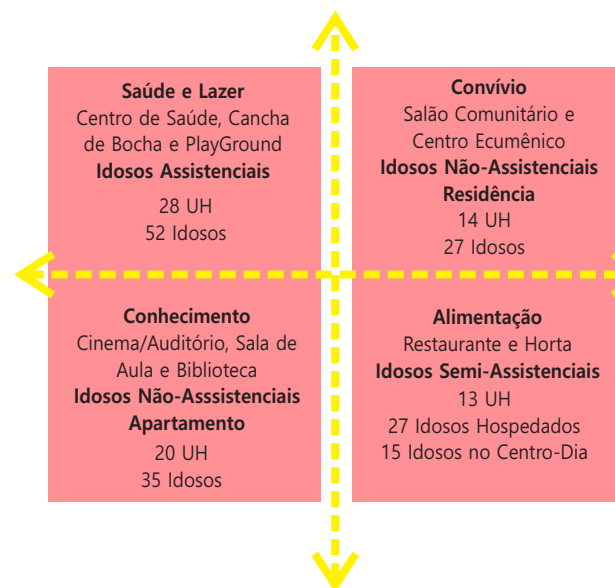 Saúde e Lazer
Centro de Saúde, Cancha
de Bocha e PlayGround
Idosos Assistenciais
28 UH
52 Idosos
Convívio
Salão Comunitário e
Centro Ecumênico
Idosos Não-Assistenciais
Residência
14 UH
27 Idosos
Conhecimento
Cinema/Auditório, Sala de
Aula e Biblioteca
Idosos Não-Asssistenciais
Apartamento
20 UH
35 Idosos
Alimentação
Restaurante e Horta
Idosos Semi-Assistenciais
13 UH
27 Idosos Hospedados
15 Idosos no Centro-Dia